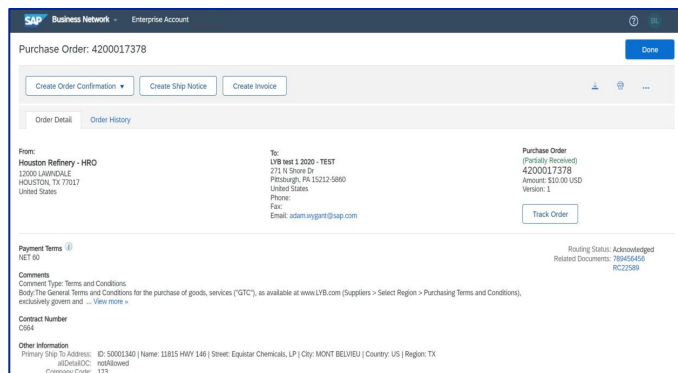 SAP Business Network Enterprise Account BL
Purchase Order: 4200017378 Done
Create Order Confirmation ▼ Create Ship Notice Create Invoice ...
Order Detail Order History
From:
Houston Refinery - HRO
12000 LAWNDALE
HOUSTON, TX 77017
United States
To:
LYB test 1 2020 - TEST
271 N Shore Dr
Pittsburgh, PA 15212-5860
United States
Phone:
Fax:
Email: adam.wygant@sap.com
Purchase Order
(Partially Received)
4200017378
Amount: $10.00 USD
Version: 1
Track Order
Payment Terms
NET 60
Routing Status: Acknowledged
Related Documents: 789456456
RC22589
Comments
Comment Type: Terms and Conditions
Body:The General Terms and Conditions for the purchase of goods, services ("GTC"), as available at www.LYB.com (Suppliers > Select Region > Purchasing Terms and Conditions),
exclusively govern and ... View more »
Contract Number
C664
Other Information
Primary Ship To Address: ID: 50001340 | Name: 11815 HWY 146 | Street: Equistar Chemicals, LP | City: MONT BELVIEU | Country: US | Region: TX
allDetailOC: notAllowed
Company Code: 123